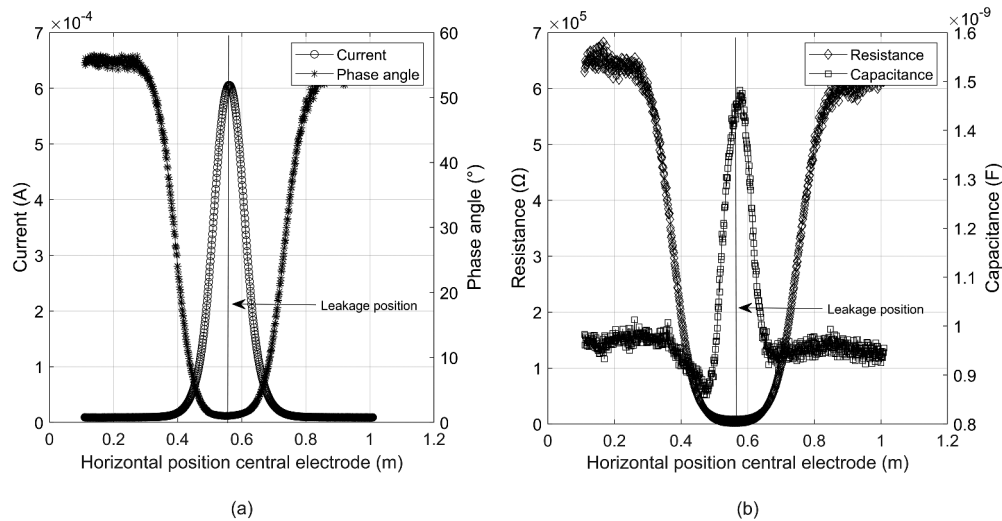 7 ×10⁻⁴
60
Current
Phase angle
6
50
5
40
4
30
3
20
2
Leakage position
10
1
0
0
0 0.2 0.4 0.6 0.8 1 1.2
Current (A)
Phase angle (°)
Horizontal position central electrode (m)
(a)
7 ×10⁵
1.6 ×10⁻⁹
Resistance
Capacitance
6
1.5
5
1.4
4
1.3
1.2
3
1.1
2
Leakage position
1
1
0.9
0
0.8
0 0.2 0.4 0.6 0.8 1 1.2
Resistance (Ω)
Capacitance (F)
Horizontal position central electrode (m)
(b)